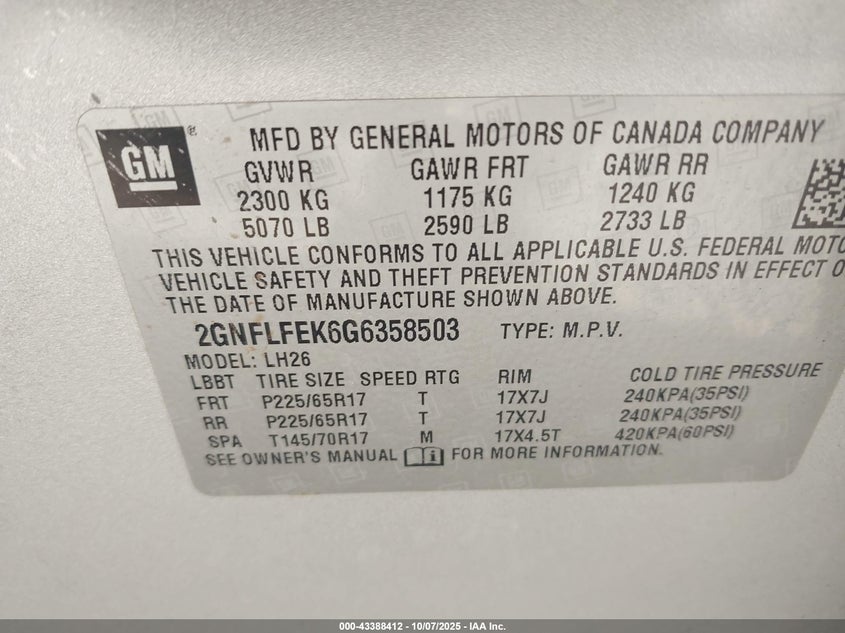 GM ®
MFD BY GENERAL MOTORS OF CANADA COMPANY
GVWR GAWR FRT GAWR RR
2300 KG 1175 KG 1240 KG
5070 LB 2590 LB 2733 LB
THIS VEHICLE CONFORMS TO ALL APPLICABLE U.S. FEDERAL MOTO
VEHICLE SAFETY AND THEFT PREVENTION STANDARDS IN EFFECT O
THE DATE OF MANUFACTURE SHOWN ABOVE.
2GNFLFEK6G6358503 TYPE: M.P.V.
MODEL: LH26
LBBT TIRE SIZE SPEED RTG RIM COLD TIRE PRESSURE
FRT P225/65R17 T 17X7J 240KPA(35PSI)
RR P225/65R17 T 17X7J 240KPA(35PSI)
SPA T145/70R17 M 17X4.5T 420KPA(60PSI)
SEE OWNER'S MANUAL FOR MORE INFORMATION.
000-43388412 - 10/07/2025 - IAA Inc.